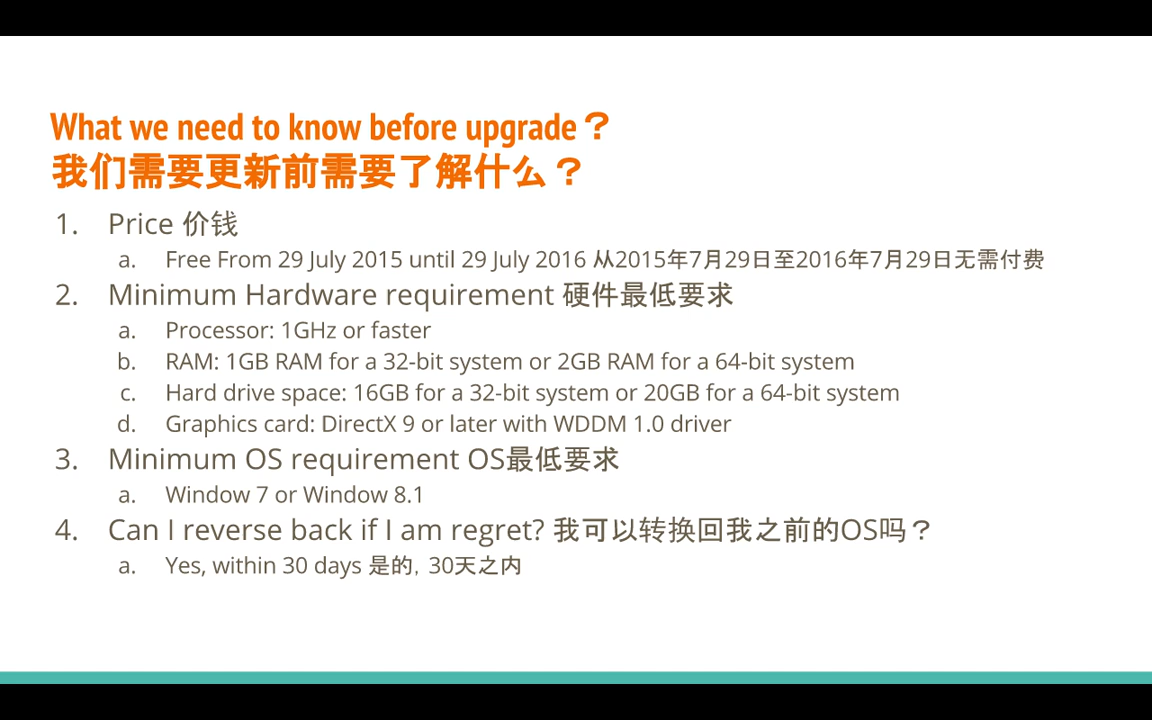 What we need to know before upgrade？
我们需要更新前需要了解什么？
1. Price 价钱
a. Free From 29 July 2015 until 29 July 2016 从2015年7月29日至2016年7月29日无需付费
2. Minimum Hardware requirement 硬件最低要求
a. Processor: 1GHz or faster
b. RAM: 1GB RAM for a 32-bit system or 2GB RAM for a 64-bit system
c. Hard drive space: 16GB for a 32-bit system or 20GB for a 64-bit system
d. Graphics card: DirectX 9 or later with WDDM 1.0 driver
3. Minimum OS requirement OS最低要求
a. Window 7 or Window 8.1
4. Can I reverse back if I am regret? 我可以转换回我之前的OS吗？
a. Yes, within 30 days 是的，30天之内